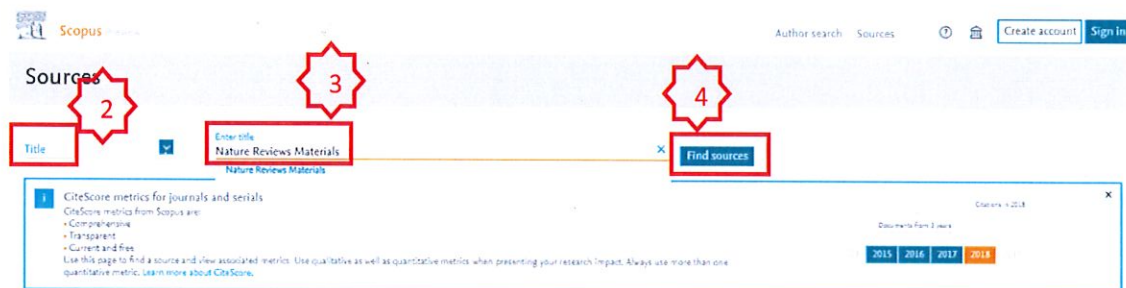 Scopus
Author search Sources
Create account
Sign in
Sources
2
3
4
Title
Enter title
Nature Reviews Materials
Find sources
Nature Reviews Materials
CiteScore metrics for journals and serials
CiteScore metrics from Scopus are:
• Comprehensive
• Transparent
• Current and free
Use this page to find a source and view associated metrics. Use qualitative as well as quantitative metrics when presenting your research impact. Always use more than one
quantitative metric. Learn more about CiteScore.
Citations in 2018
Documents from 3 years
2015 2016 2017 2018